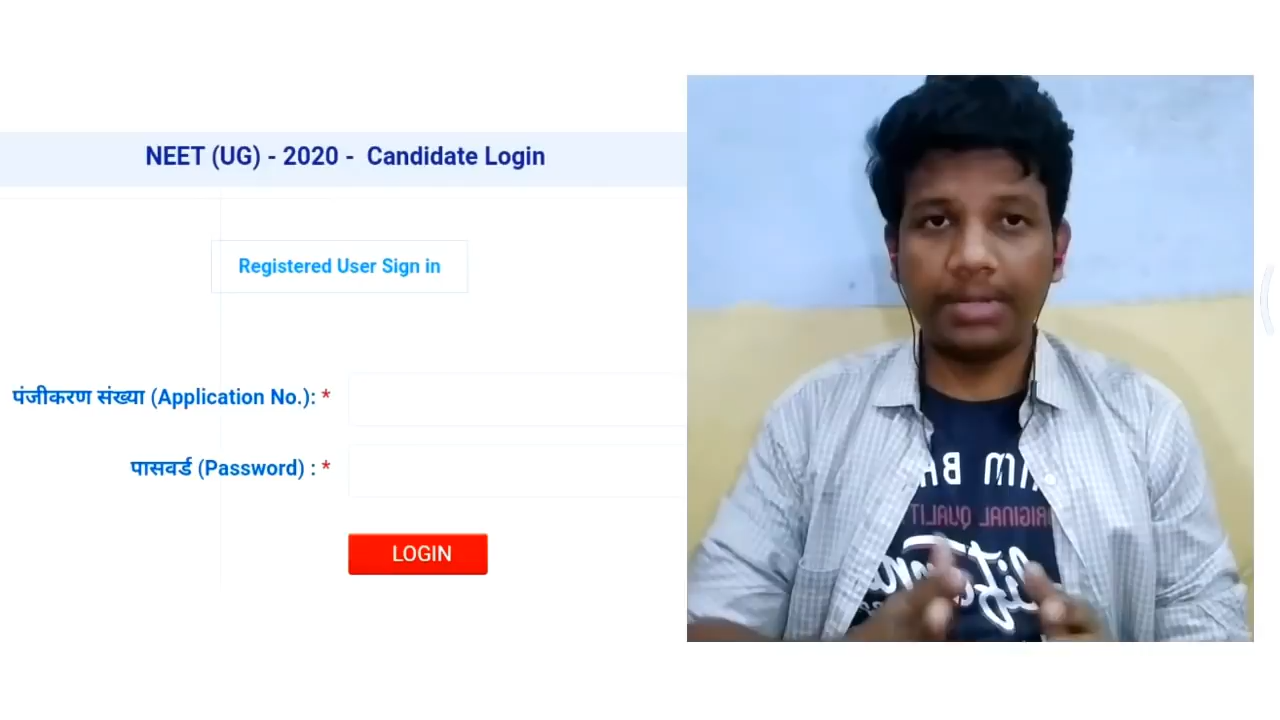 NEET (UG) - 2020 - Candidate Login
Registered User Sign in
पंजीकरण संख्या (Application No.): *
पासवर्ड (Password) : *
LOGIN